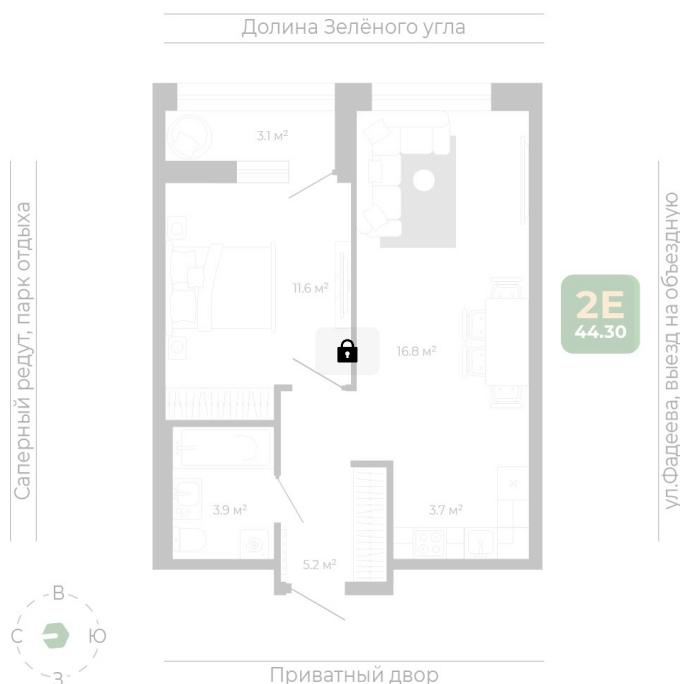 Долина Зелёного угла
3.1 м²
Саперный редут, парк отдыха
ул.Фадеева, выезд на объездную
11.6 м²
2Е
44.30
16.8 м²
3.9 м²
3.7 м²
5.2 м²
В
С
Ю
З
Приватный двор